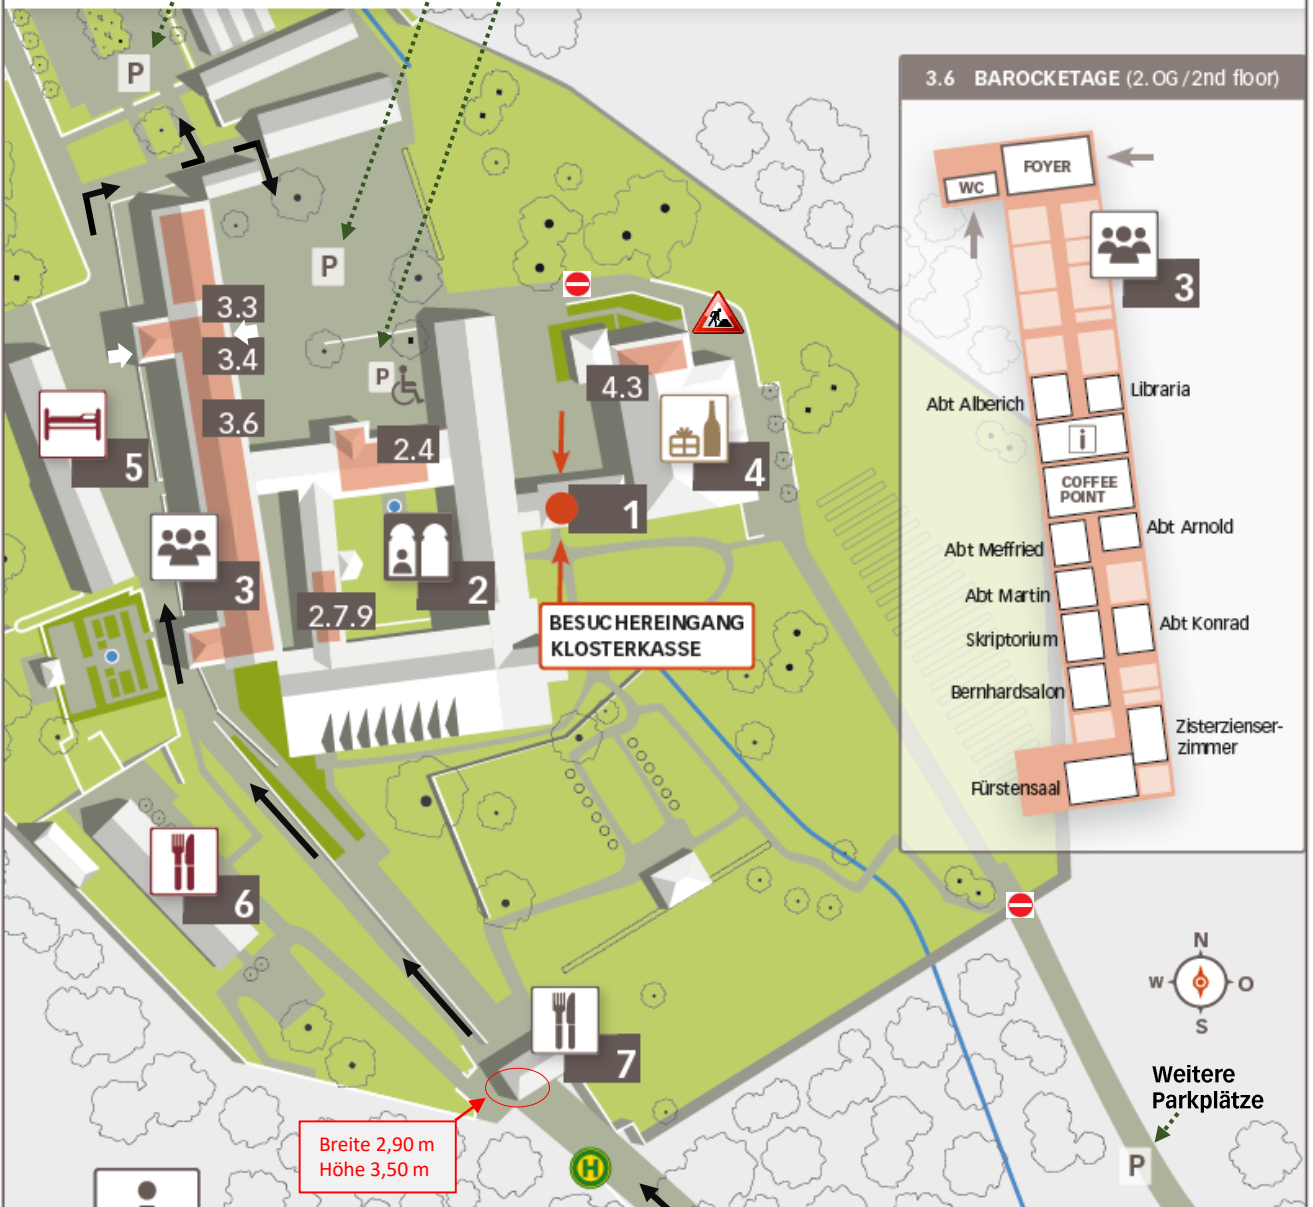 3.6 BAROCKETAGE (2. OG / 2nd floor)
P
FOYER
WC
3
P
3.3
3.4
3.6
P
4.3
2.4
5
4
1
3
2
2.7.9
BESUCHEREINGANG
KLOSTERKASSE
Abt Alberich
Libraria
i
COFFEE
POINT
Abt Arnold
Abt Meffried
Abt Martin
Abt Konrad
Skriptorium
Bernhardsalon
Zisterzienser-
zimmer
Fürstensaal
6
7
N
W
O
S
Breite 2,90 m
Höhe 3,50 m
H
Weitere
Parkplätze
P